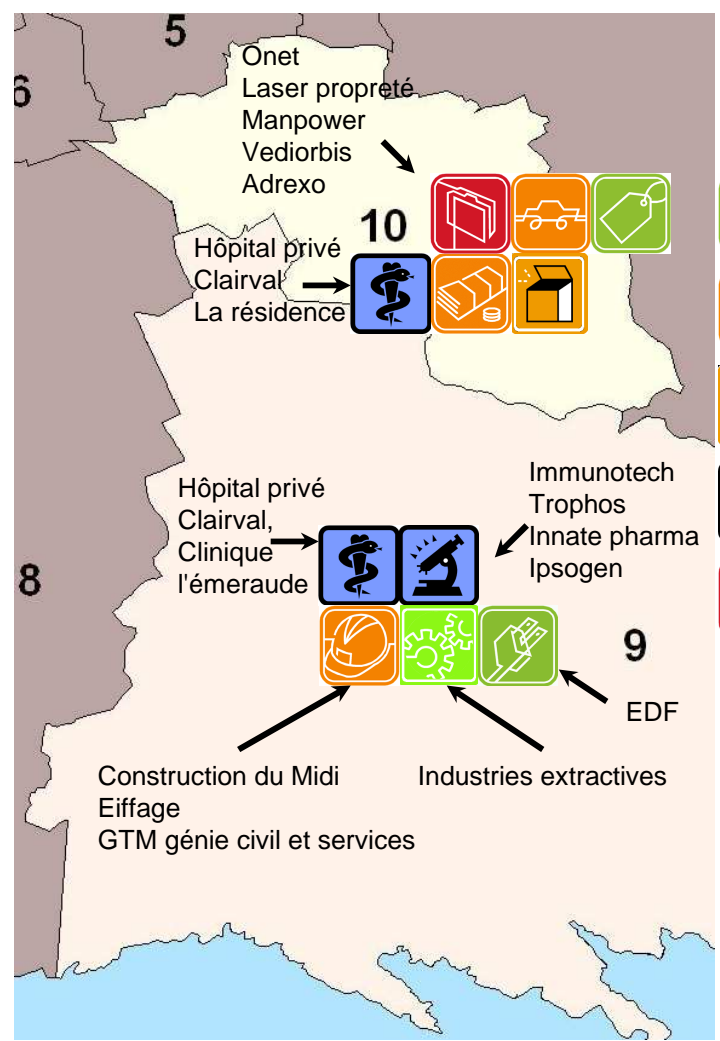 5
6
Onet
Laser propreté
Manpower
Vediorbis
Adrexo
10
Hôpital privé
Clairval
La résidence
Hôpital privé
Clairval,
Clinique
l'émeraude
Immunotech
Trophos
Innate pharma
Ipsogen
8
9
EDF
Construction du Midi
Eiffage
GTM génie civil et services
Industries extractives